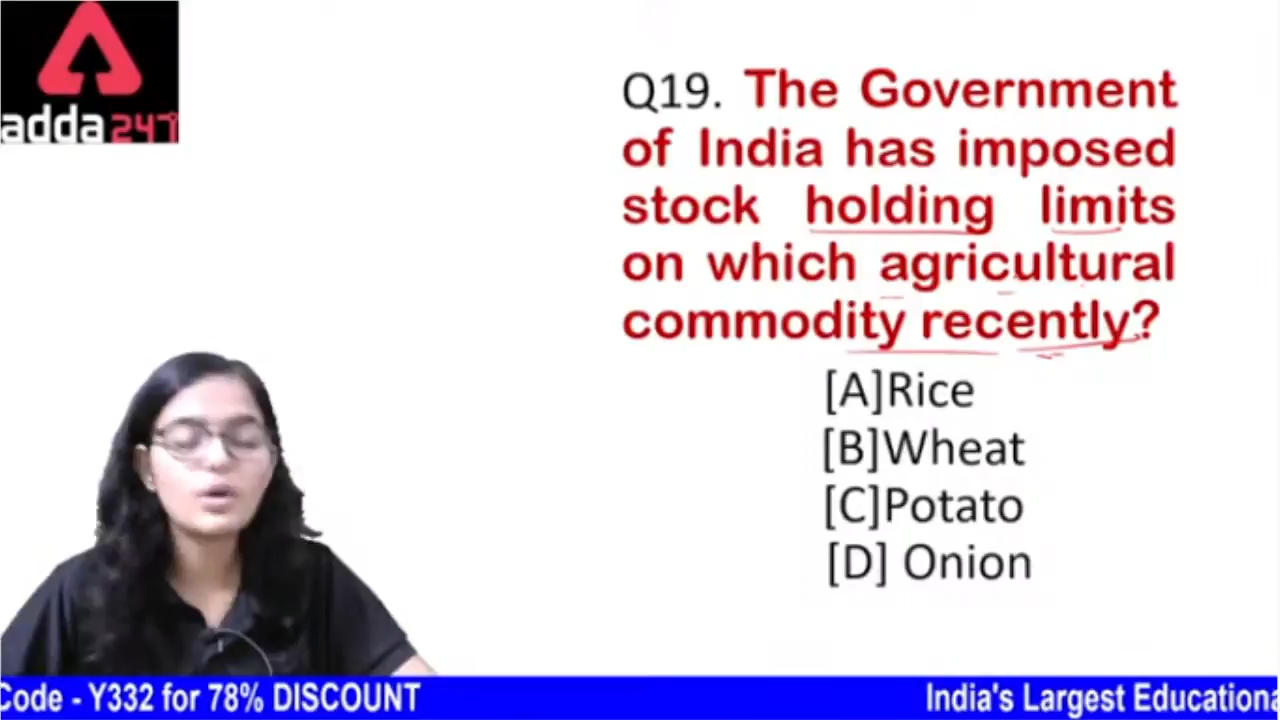 adda247
Q19. The Government
of India has imposed
stock holding limits
on which agricultural
commodity recently?
[A]Rice
[B]Wheat
[C]Potato
[D] Onion
Code - Y332 for 78% DISCOUNT
India's Largest Educationa